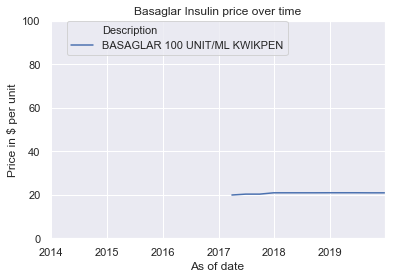 Basaglar Insulin price over time
Description
BASAGLAR 100 UNIT/ML KWIKPEN
Price in $ per unit
100
80
60
40
20
0
2014 2015 2016 2017 2018 2019
As of date